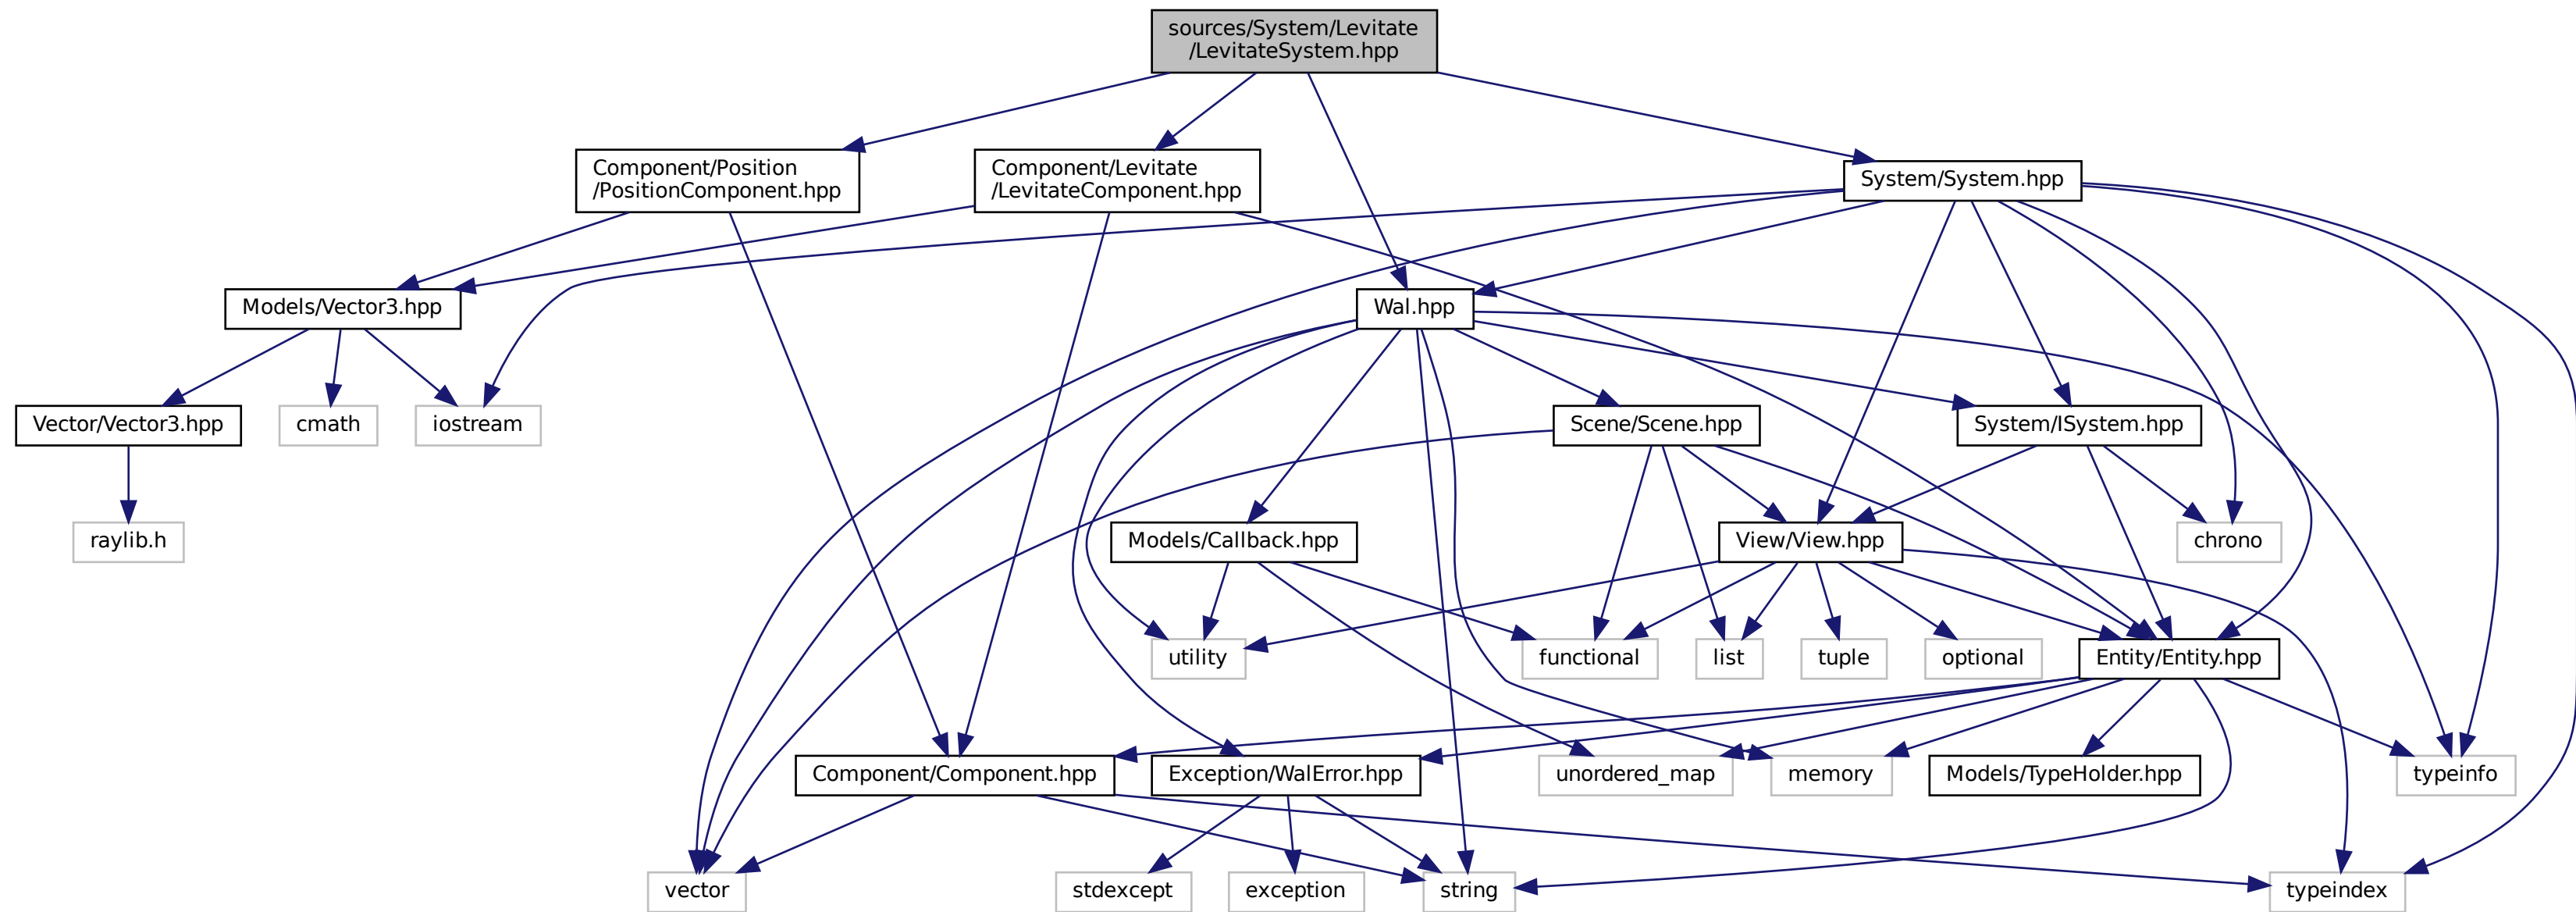 sources/System/Levitate
/LevitateSystem.hpp
Component/Position
/PositionComponent.hpp
Component/Levitate
/LevitateComponent.hpp
System/System.hpp
Models/Vector3.hpp
Wal.hpp
Vector/Vector3.hpp
cmath
iostream
Scene/Scene.hpp
System/ISystem.hpp
raylib.h
Models/Callback.hpp
View/View.hpp
chrono
utility
functional
list
tuple
optional
Entity/Entity.hpp
Component/Component.hpp
Exception/WalError.hpp
unordered_map
memory
Models/TypeHolder.hpp
typeinfo
vector
stdexcept
exception
string
typeindex